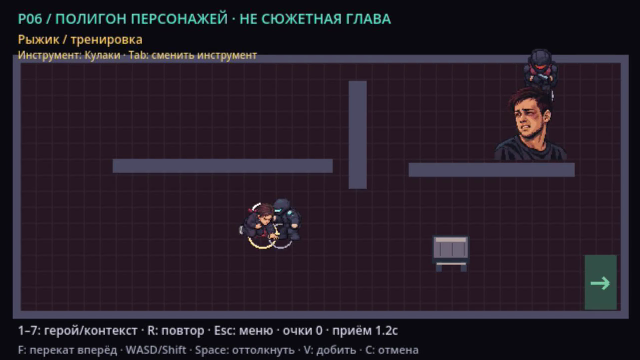 P06 / ПОЛИГОН ПЕРСОНАЖЕЙ · НЕ СЮЖЕТНАЯ ГЛАВА
Рыжик / тренировка
Инструмент: Кулаки · Tab: сменить инструмент
→
1–7: герой/контекст · R: повтор · Esc: меню · очки 0 · приём 1.2с
F: перекат вперёд · WASD/Shift · Space: оттолкнуть · V: добить · C: отмена